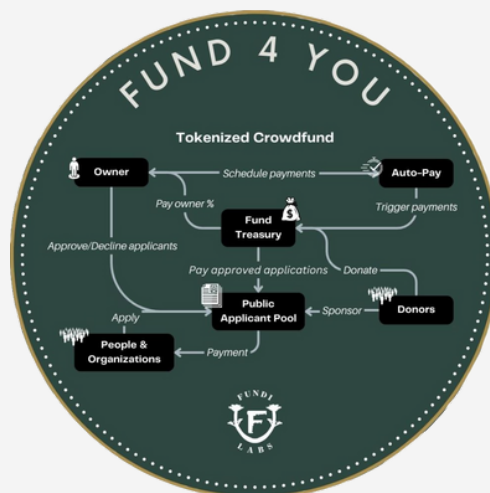 FUND 4 YOU
Tokenized Crowdfund
Owner
Schedule payments
Auto-Pay
Pay owner %
Fund
Treasury
Trigger payments
Approve/Decline applicants
Pay approved applications
Donate
Public
Applicant Pool
Sponsor
Donors
Apply
People &
Organizations
Payment
FUNDI
F
LABS